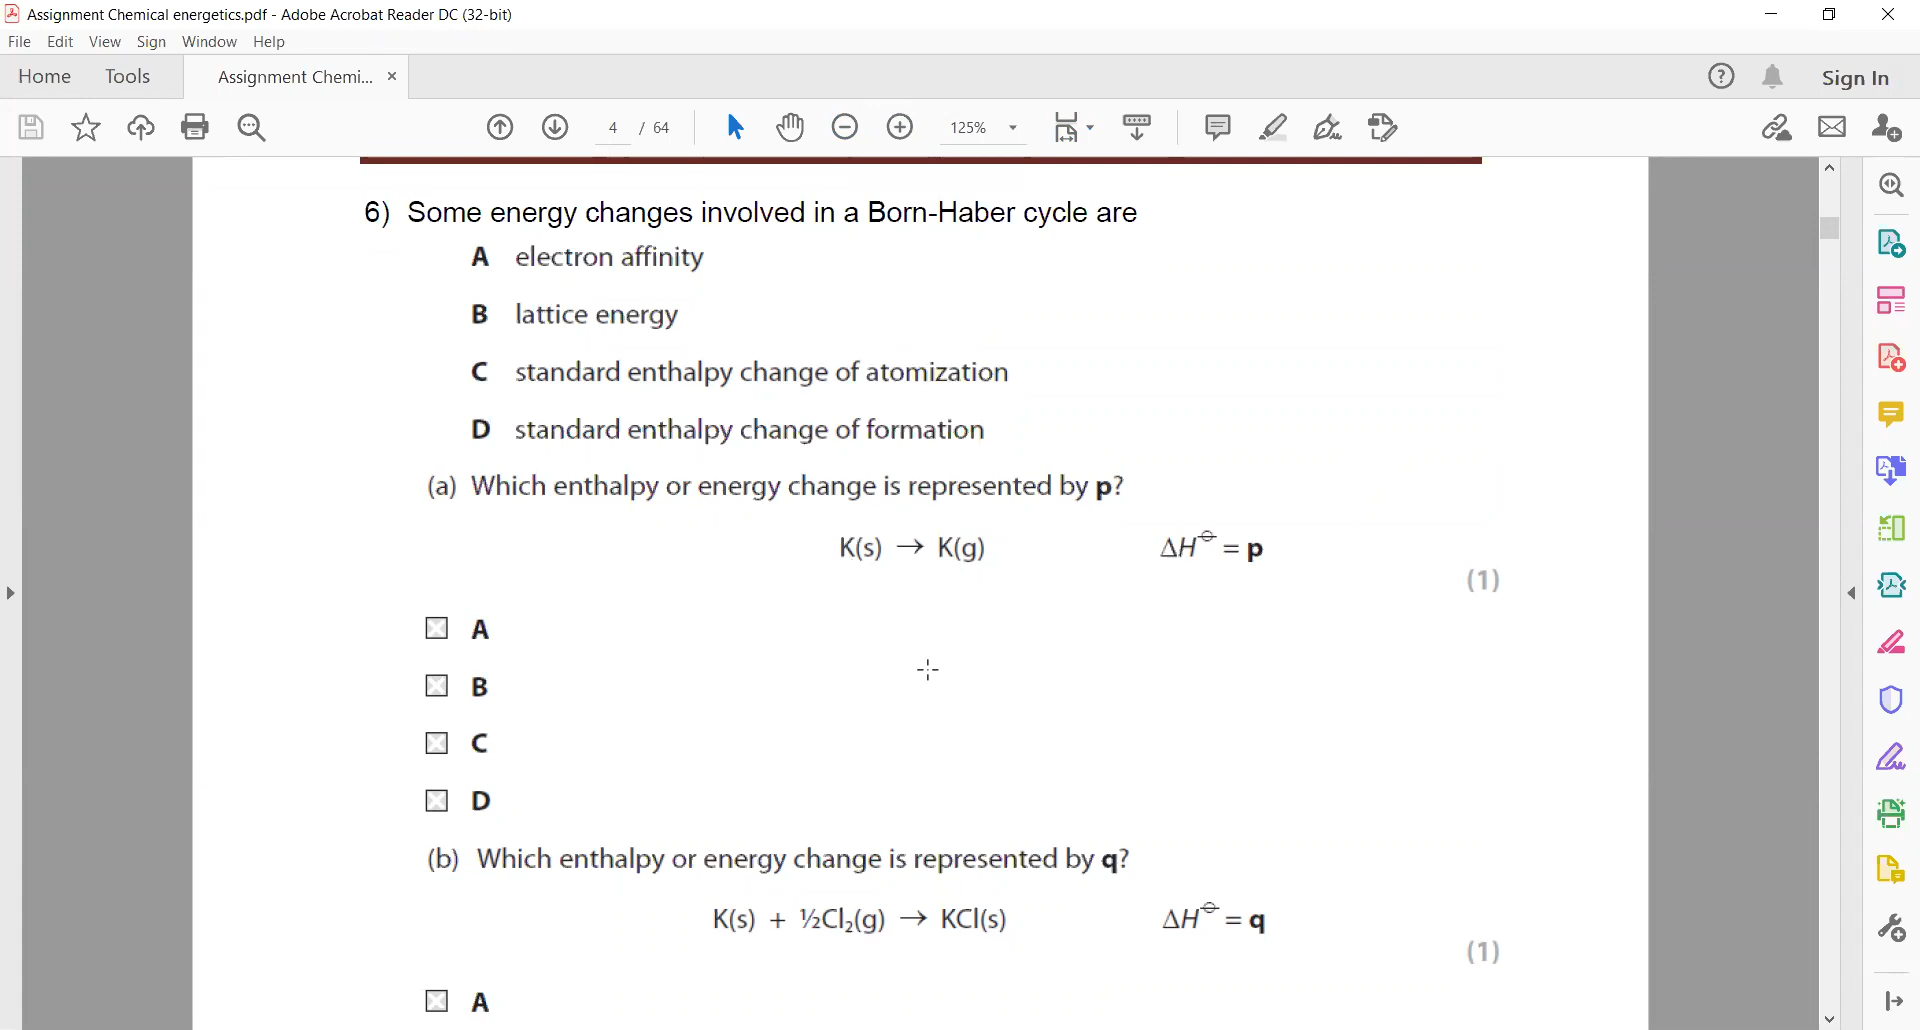 Assignment Chemical energetics.pdf - Adobe Acrobat Reader DC (32-bit)
File Edit View Sign Window Help
Home Tools Assignment Chemi... × Sign In
4 / 64 125%
6) Some energy changes involved in a Born-Haber cycle are
A electron affinity
B lattice energy
C standard enthalpy change of atomization
D standard enthalpy change of formation
(a) Which enthalpy or energy change is represented by p?
K(s) → K(g) ΔH⦵ = p
(1)
A
B
C
D
(b) Which enthalpy or energy change is represented by q?
K(s) + ½Cl₂(g) → KCl(s) ΔH⦵ = q
(1)
A